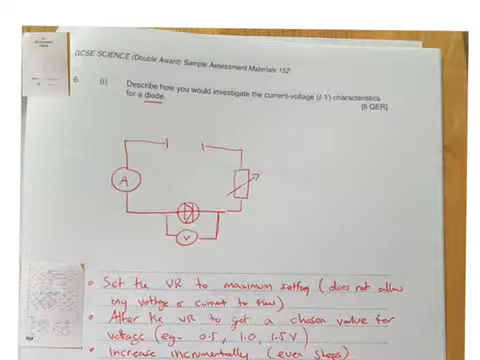 GCSE SCIENCE (Double Award) Sample Assessment Materials 152
6. (i) Describe how you would investigate the current-voltage (I-V) characteristics
for a diode.
[6 QER]
A
V
• Set the VR to maximum setting (does not allow
any voltage or current to flow)
• Alter the VR to get a chosen value for
voltage (eg. 0.5, 1.0, 1.5V)
• Increase incrementally (even steps)